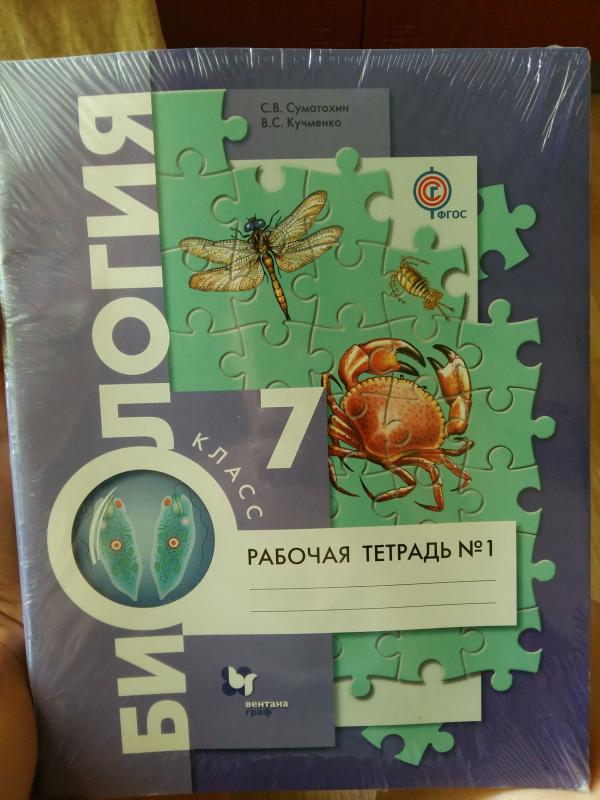 С.В. Суматохин
В.С. Кучменко
ФГОС
БИОЛОГИЯ
7
КЛАСС
РАБОЧАЯ ТЕТРАДЬ №1
вентана
граф